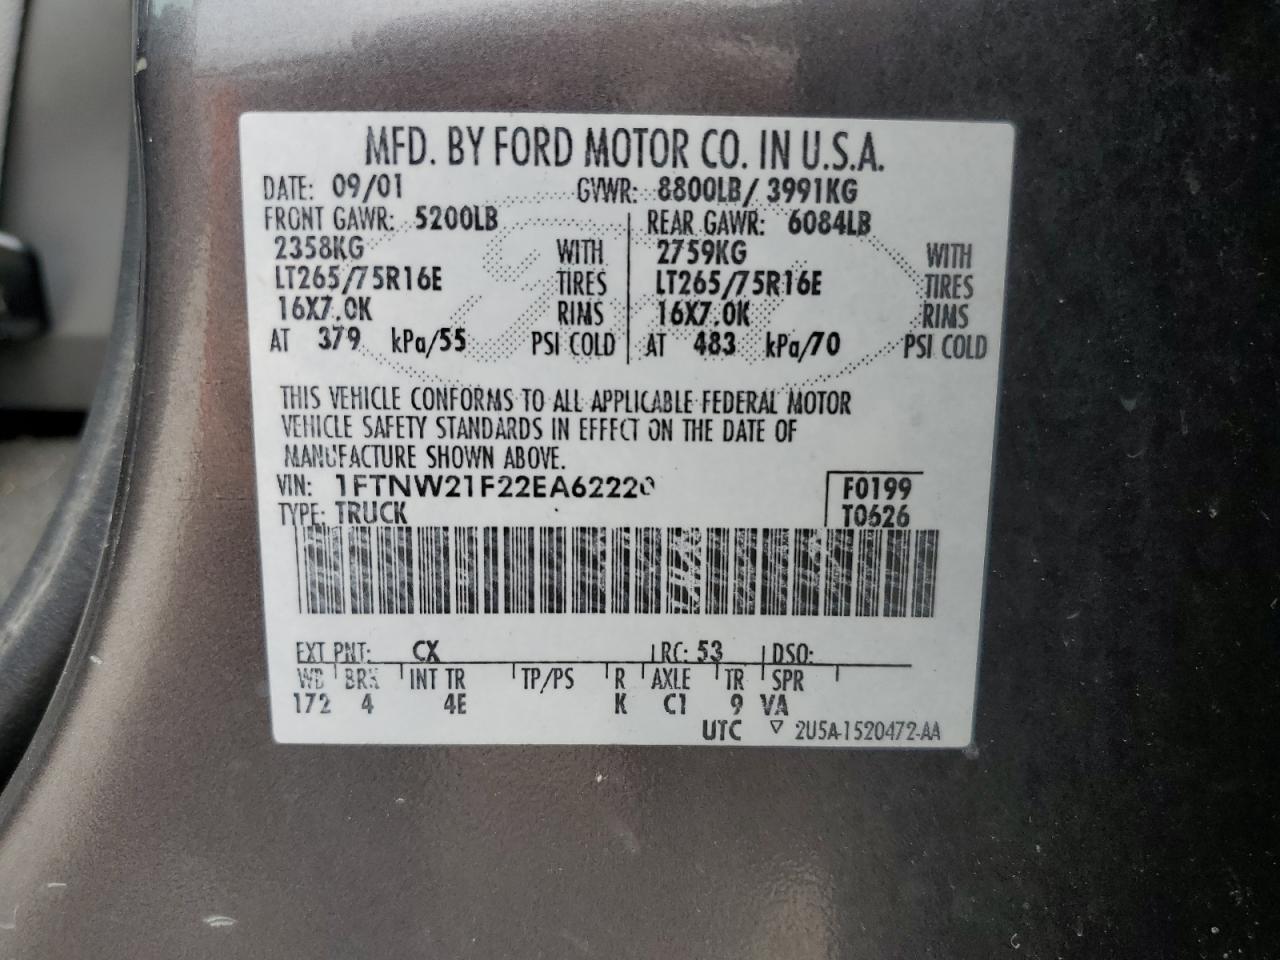 MFD. BY FORD MOTOR CO. IN U.S.A.
DATE: 09/01 GVWR: 8800LB/ 3991KG
FRONT GAWR: 5200LB REAR GAWR: 6084LB
2358KG WITH 2759KG WITH
LT265/75R16E TIRES LT265/75R16E TIRES
16X7.0K RIMS 16X7.0K RIMS
AT 379 kPa/55 PSI COLD AT 483 kPa/70 PSI COLD
THIS VEHICLE CONFORMS TO ALL APPLICABLE FEDERAL MOTOR
VEHICLE SAFETY STANDARDS IN EFFECT ON THE DATE OF
MANUFACTURE SHOWN ABOVE.
VIN: 1FTNW21F22EA62220 F0199
TYPE: TRUCK T0626
EXT PNT: CX RC: 53 DSO:
WB BRK INT TR TP/PS R AXLE TR SPR
172 4 4E K C1 9 VA
UTC ▽ 2U5A-1520472-AA